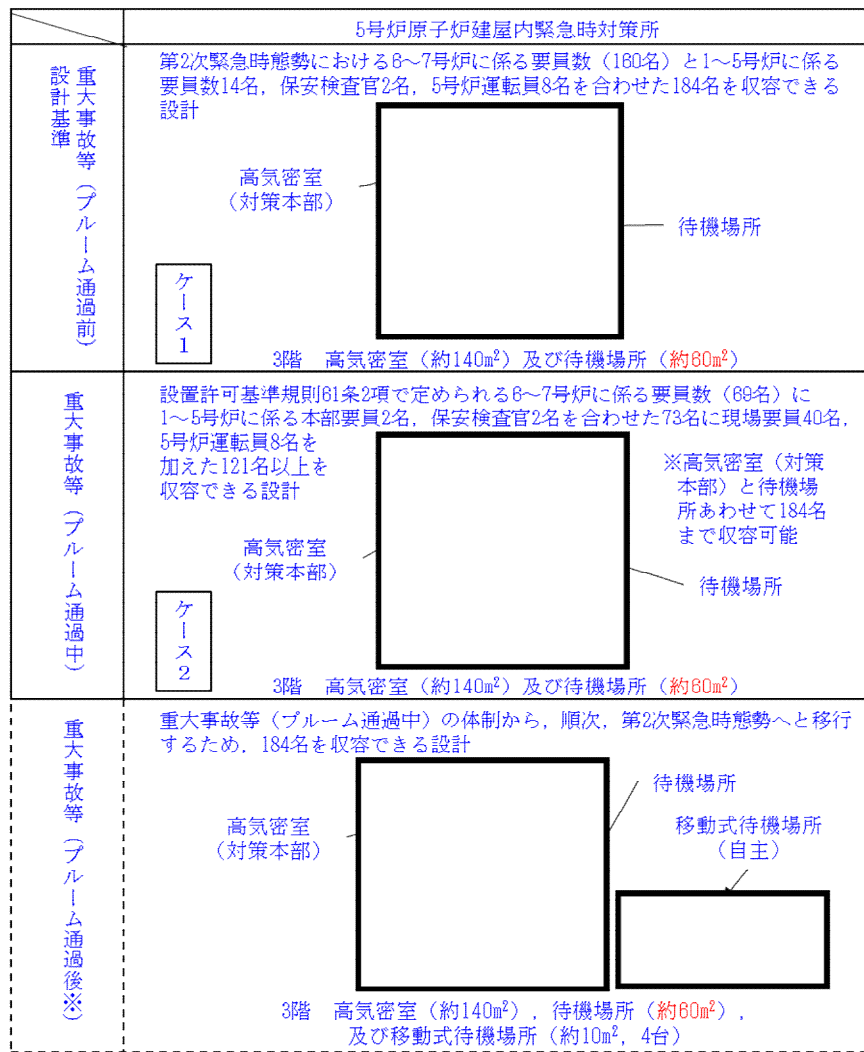 5号炉原子炉建屋内緊急時対策所
設計基準
重大事故等（プルーム通過前）
第2次緊急時態勢における6～7号炉に係る要員数（160名）と1～5号炉に係る
要員数14名，保安検査官2名，5号炉運転員8名を合わせた184名を収容できる
設計
高気密室
（対策本部）
待機場所
ケース1
3階　高気密室（約140m²）及び待機場所（約60m²）
重大事故等（プルーム通過中）
設置許可基準規則61条2項で定められる6～7号炉に係る要員数（69名）に
1～5号炉に係る本部要員2名，保安検査官2名を合わせた73名に現場要員40名，
5号炉運転員8名を
加えた121名以上を
収容できる設計
※高気密室（対策
本部）と待機場
所あわせて184名
まで収容可能
高気密室
（対策本部）
待機場所
ケース2
3階　高気密室（約140m²）及び待機場所（約60m²）
重大事故等（プルーム通過後※）
重大事故等（プルーム通過中）の体制から，順次，第2次緊急時態勢へと移行
するため，184名を収容できる設計
待機場所
高気密室
（対策本部）
移動式待機場所
（自主）
3階　高気密室（約140m²），待機場所（約60m²），
及び移動式待機場所（約10m²，4台）